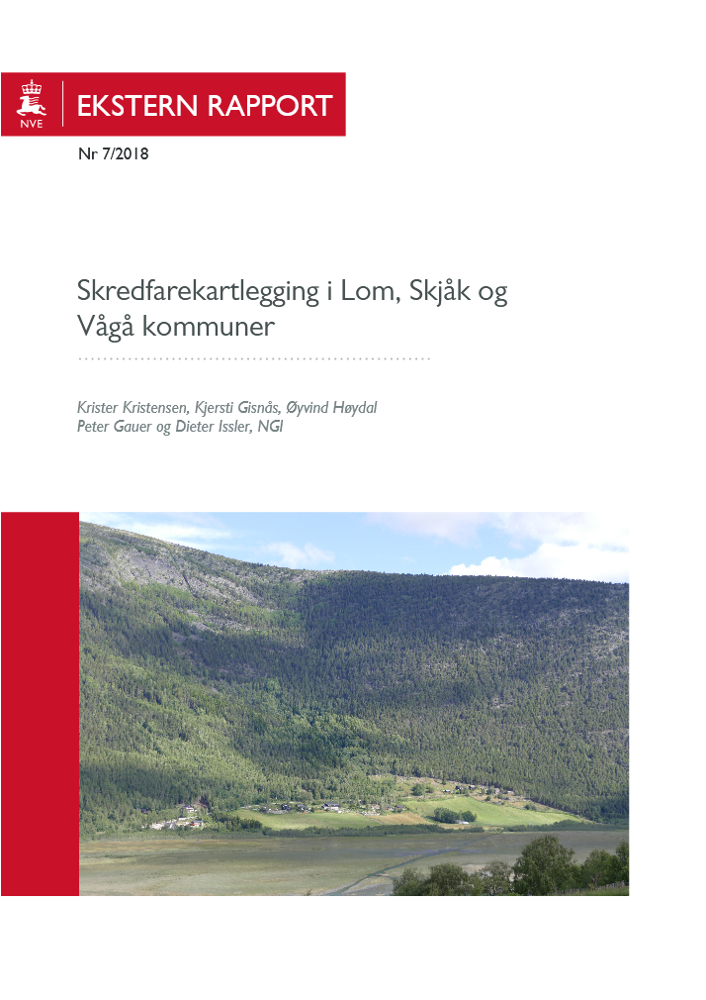 NVE
EKSTERN RAPPORT
Nr 7/2018
Skredfarekartlegging i Lom, Skjåk og
Vågå kommuner
Krister Kristensen, Kjersti Gisnås, Øyvind Høydal
Peter Gauer og Dieter Issler, NGI